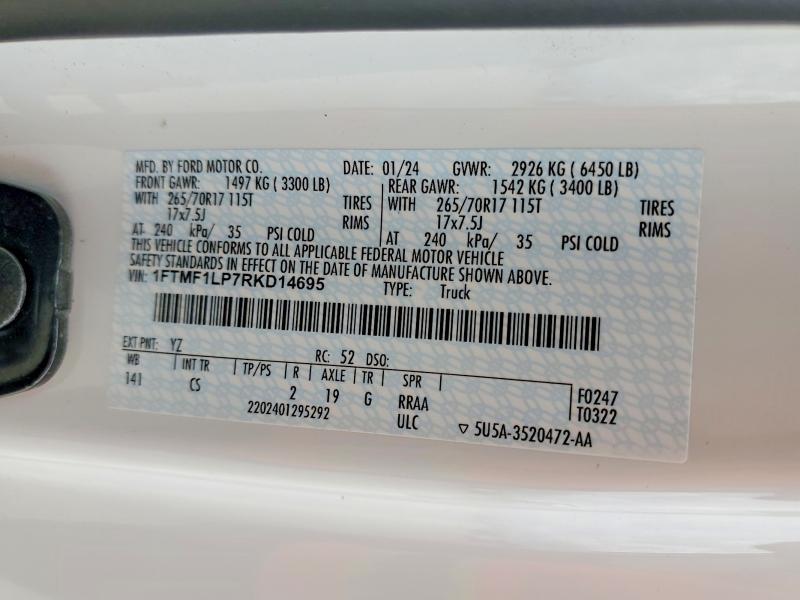 MFD. BY FORD MOTOR CO. DATE: 01/24 GVWR: 2926 KG ( 6450 LB)
FRONT GAWR: 1497 KG ( 3300 LB) REAR GAWR: 1542 KG ( 3400 LB)
WITH 265/70R17 115T TIRES WITH 265/70R17 115T TIRES
17x7.5J RIMS 17x7.5J RIMS
AT 240 kPa/ 35 PSI COLD AT 240 kPa/ 35 PSI COLD
THIS VEHICLE CONFORMS TO ALL APPLICABLE FEDERAL MOTOR VEHICLE
SAFETY STANDARDS IN EFFECT ON THE DATE OF MANUFACTURE SHOWN ABOVE.
VIN: 1FTMF1LP7RKD14695 TYPE: Truck
EXT PNT: YZ RC: 52 DSO:
WB INT TR TP/PS R AXLE TR SPR
141 CS 2 19 G RRAA F0247
2202401295292 ULC ▽ 5U5A-3520472-AA T0322